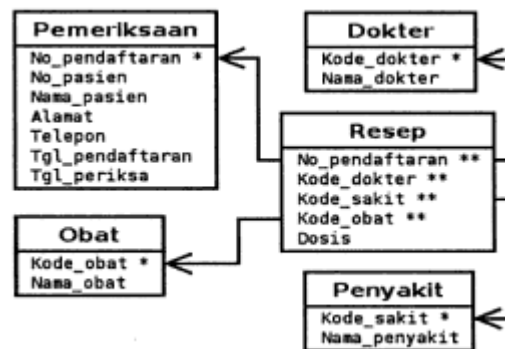 Pemeriksaan
No_pendaftaran *
No_pasien
Nama_pasien
Alamat
Telepon
Tgl_pendaftaran
Tgl_periksa
Dokter
Kode_dokter *
Nama_dokter
Resep
No_pendaftaran **
Kode_dokter **
Kode_sakit **
Kode_obat **
Dosis
Obat
Kode_obat *
Nama_obat
Penyakit
Kode_sakit *
Nama_penyakit